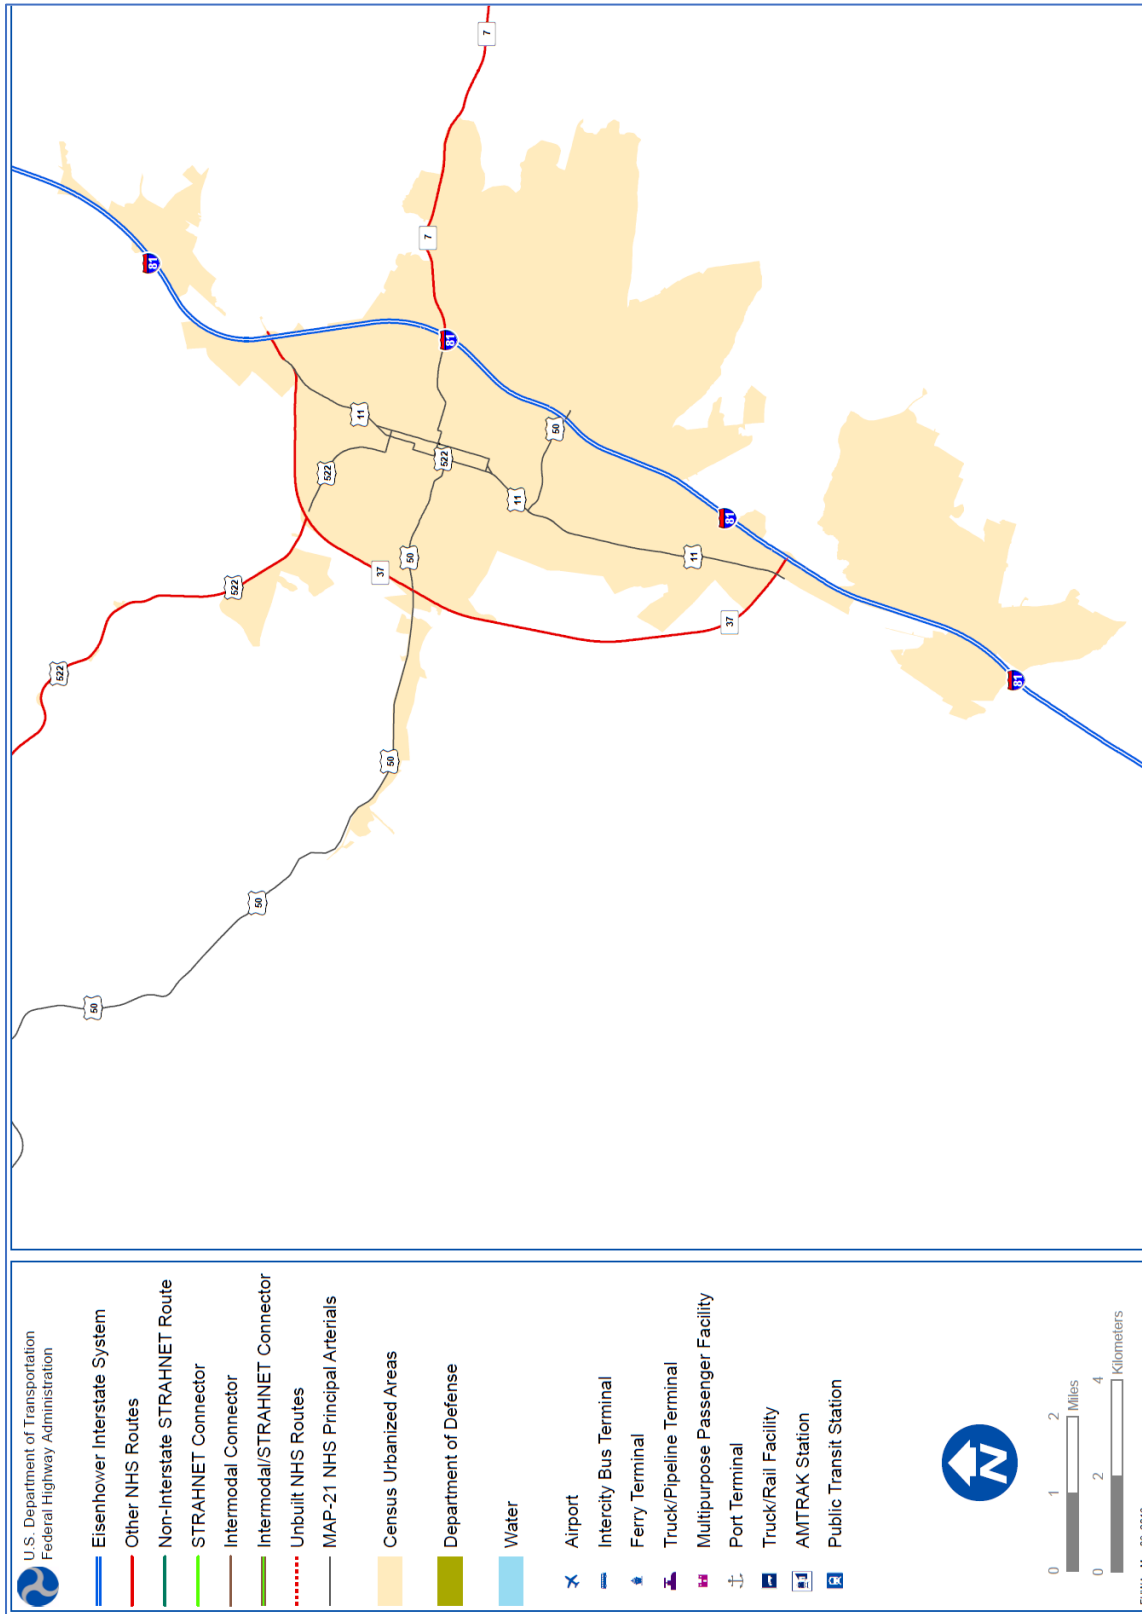 U.S. Department of Transportation
Federal Highway Administration
Eisenhower Interstate System
Other NHS Routes
Non-Interstate STRAHNET Route
STRAHNET Connector
Intermodal Connector
Intermodal/STRAHNET Connector
Unbuilt NHS Routes
MAP-21 NHS Principal Arterials
Census Urbanized Areas
Department of Defense
Water
Airport
Intercity Bus Terminal
Ferry Terminal
Truck/Pipeline Terminal
Multipurpose Passenger Facility
Port Terminal
Truck/Rail Facility
AMTRAK Station
Public Transit Station
N
0 1 2
Miles
0 2 4
Kilometers
50
50
50
50
522
522
522
522
37
37
11
11
11
50
81
81
81
81
7
7